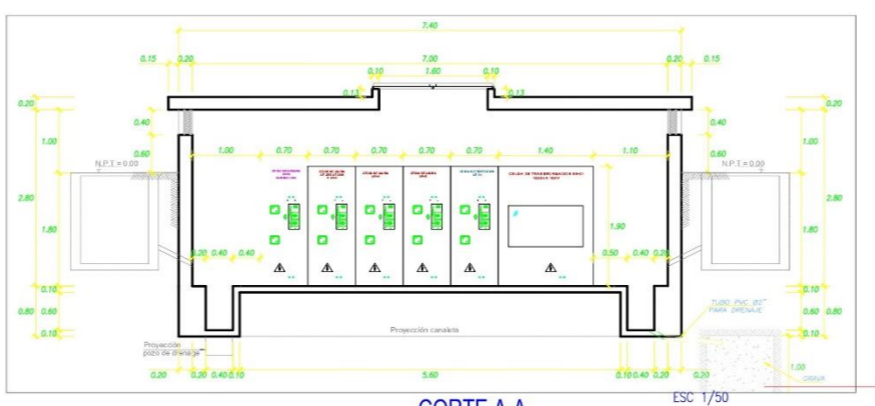 7,40
0,15 0,20 7,00 0,20 0,15
0,10 1,60 0,10
0,13 0,13
0,20 0,20
0,40 0,40
1,00 1,00
0,60 0,60
1,00 0,70 0,70 0,70 0,70 0,70 1,40 1,10
N.P.T.= 0,00 N.P.T.= 0,00
2,80 2,80
1,90
1,80 1,80
0,20 0,40 0,40 0,50 0,40 0,20
0,10 0,10
0,80 0,60 0,60 0,80
0,10 0,10
TUBO PVC Ø2"
PARA DRENAJE
Proyección canaleta
Proyección
pozo de drenage
1,00
GRAVA
0,20 0,20 0,40 0,10 5,60 0,10 0,40 0,20 0,20
CORTE A-A
ESC 1/50